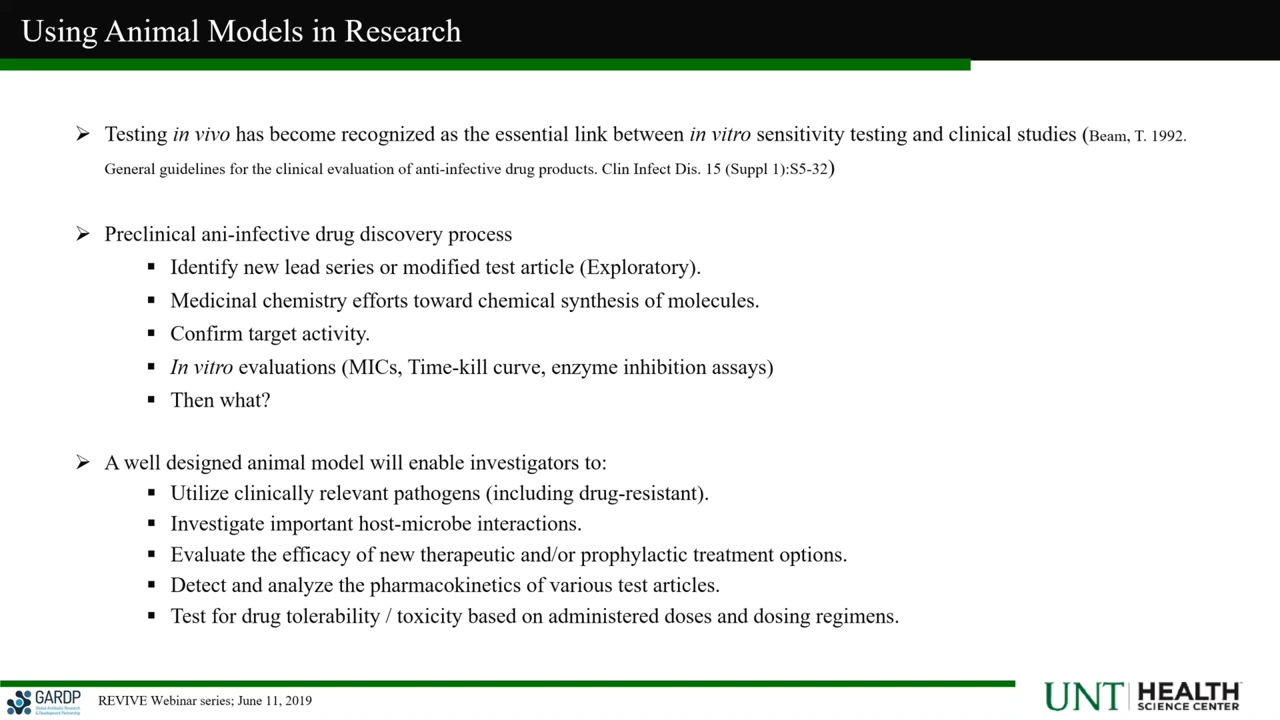 Using Animal Models in Research
➢ Testing in vivo has become recognized as the essential link between in vitro sensitivity testing and clinical studies (Beam, T. 1992.
General guidelines for the clinical evaluation of anti-infective drug products. Clin Infect Dis. 15 (Suppl 1):S5-32)
➢ Preclinical ani-infective drug discovery process
▪ Identify new lead series or modified test article (Exploratory).
▪ Medicinal chemistry efforts toward chemical synthesis of molecules.
▪ Confirm target activity.
▪ In vitro evaluations (MICs, Time-kill curve, enzyme inhibition assays)
▪ Then what?
➢ A well designed animal model will enable investigators to:
▪ Utilize clinically relevant pathogens (including drug-resistant).
▪ Investigate important host-microbe interactions.
▪ Evaluate the efficacy of new therapeutic and/or prophylactic treatment options.
▪ Detect and analyze the pharmacokinetics of various test articles.
▪ Test for drug tolerability / toxicity based on administered doses and dosing regimens.
GARDP
Global Antibiotic Research
& Development Partnership
REVIVE Webinar series; June 11, 2019
UNT HEALTH
SCIENCE CENTER